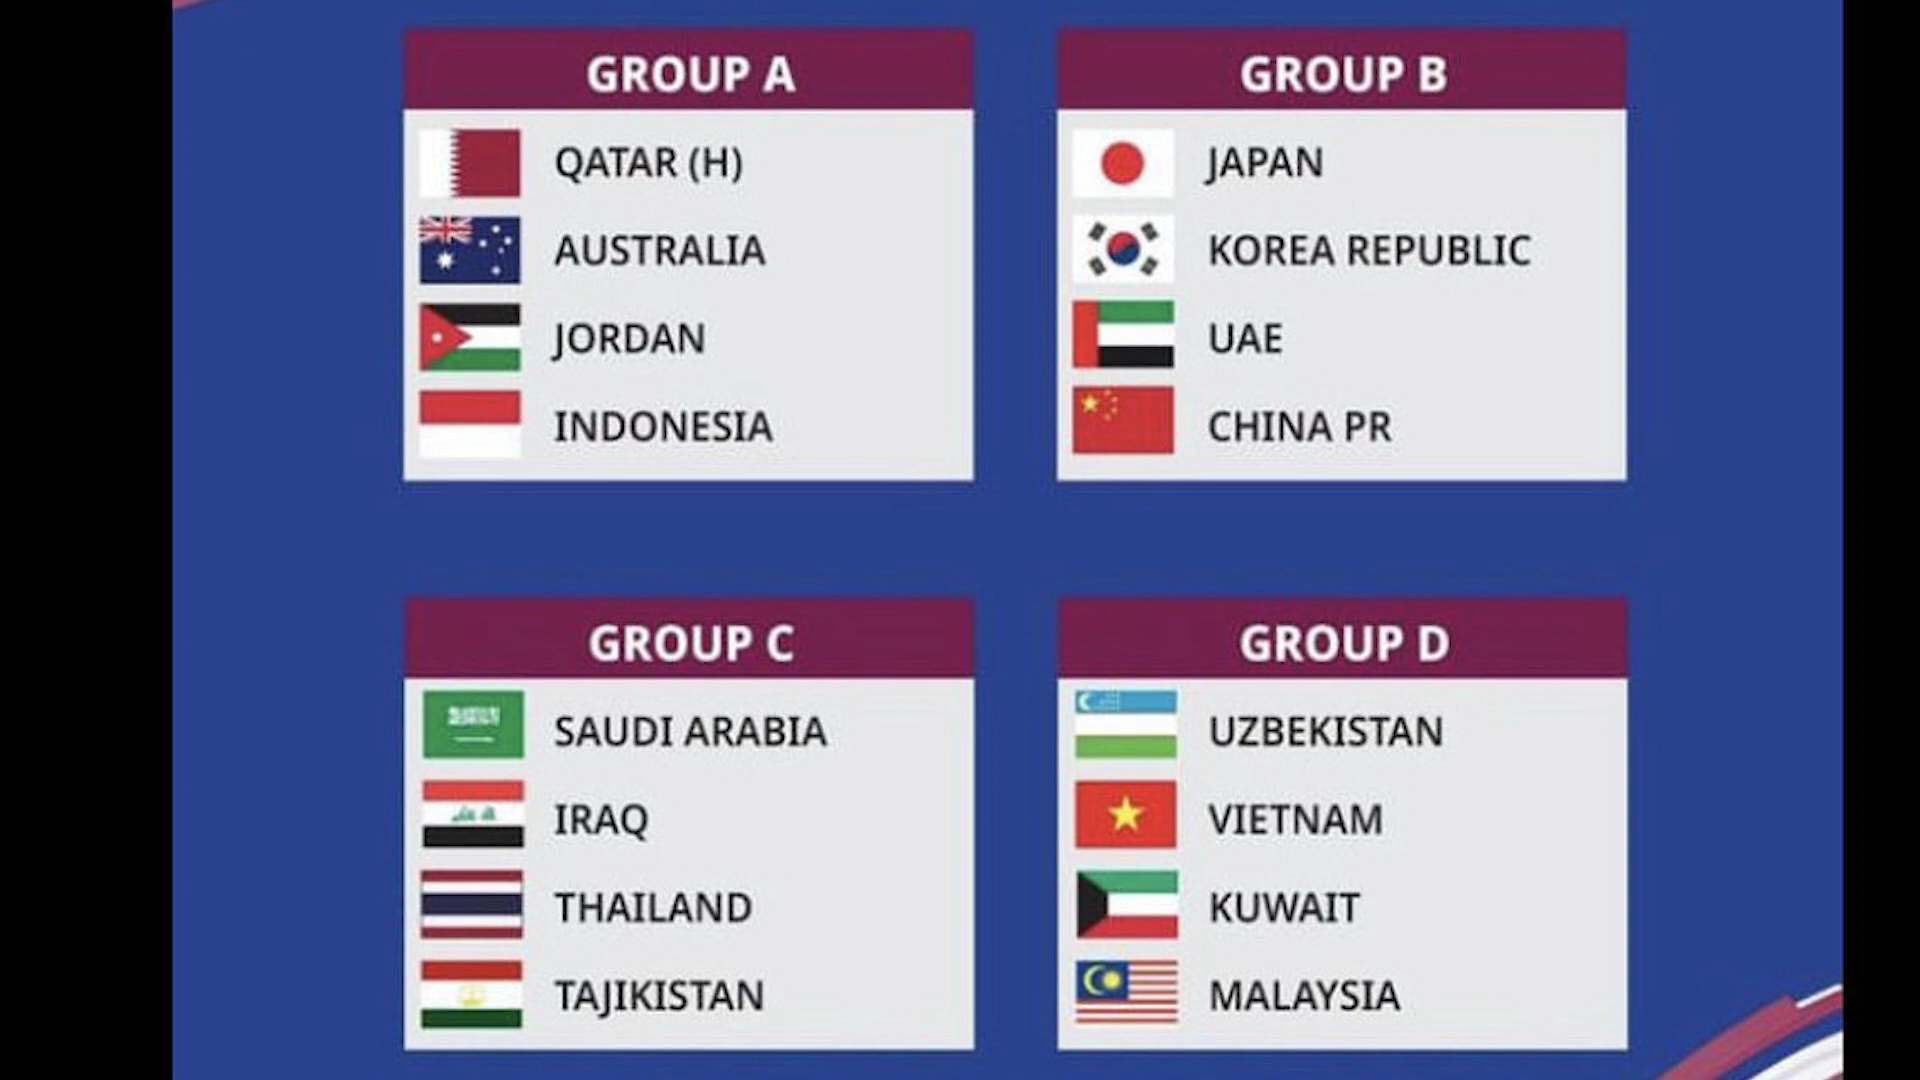 GROUP A
QATAR (H)
AUSTRALIA
JORDAN
INDONESIA
GROUP B
JAPAN
KOREA REPUBLIC
UAE
CHINA PR
GROUP C
SAUDI ARABIA
IRAQ
THAILAND
TAJIKISTAN
GROUP D
UZBEKISTAN
VIETNAM
KUWAIT
MALAYSIA